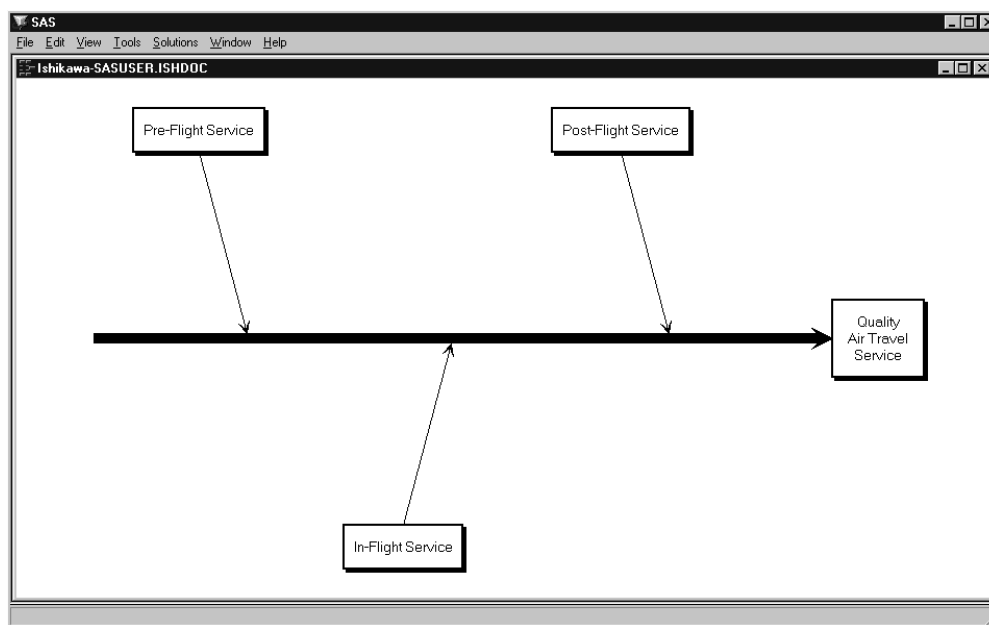 SAS
File Edit View Tools Solutions Window Help
Ishikawa-SASUSER.ISHDOC
Pre-Flight Service
Post-Flight Service
Quality
Air Travel
Service
In-Flight Service